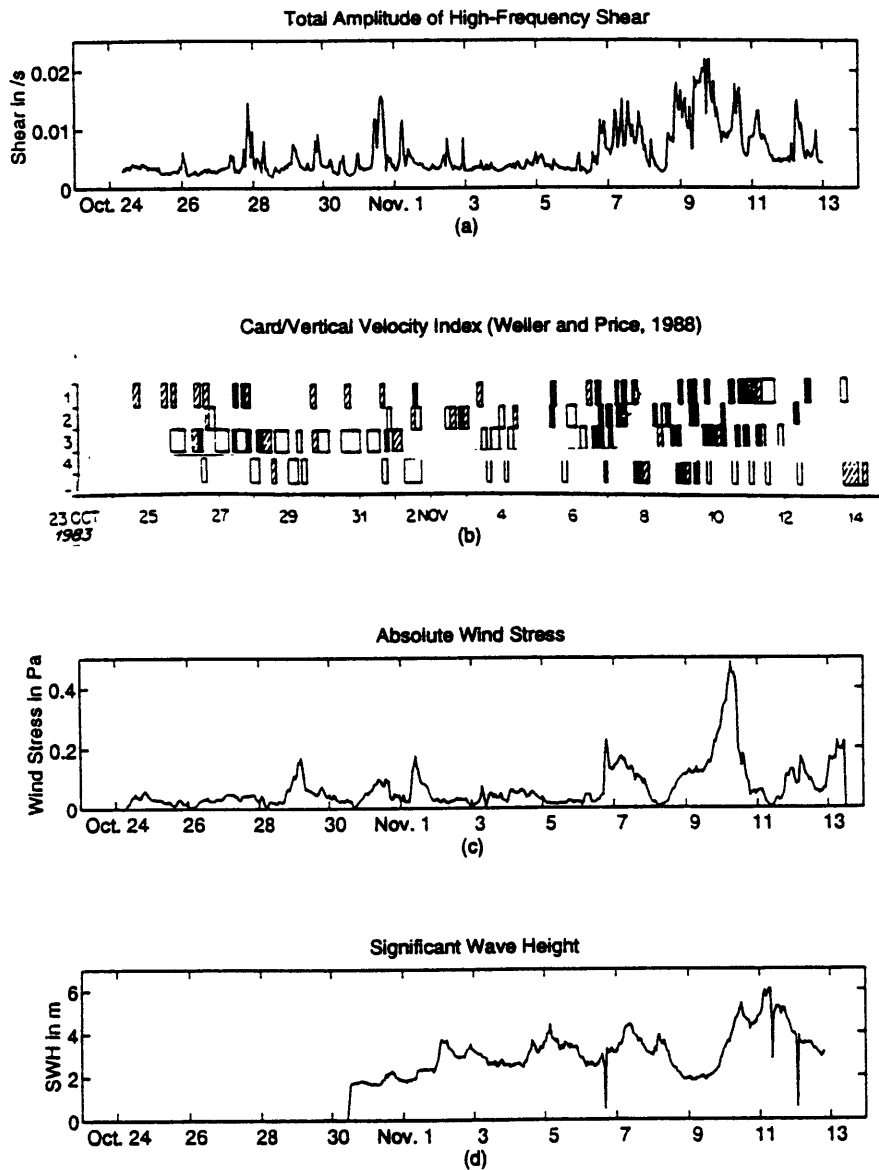 Total Amplitude of High-Frequency Shear
Shear in /s
0.02
0.01
0
Oct. 24 26 28 30 Nov. 1 3 5 7 9 11 13
(a)
Card/Vertical Velocity Index (Weller and Price, 1988)
1
2
3
4
23 OCT 25 27 29 31 2 NOV 4 6 8 10 12 14
1983
(b)
Absolute Wind Stress
Wind Stress in Pa
0.4
0.2
0
Oct. 24 26 28 30 Nov. 1 3 5 7 9 11 13
(c)
Significant Wave Height
SWH in m
6
4
2
0
Oct. 24 26 28 30 Nov. 1 3 5 7 9 11 13
(d)